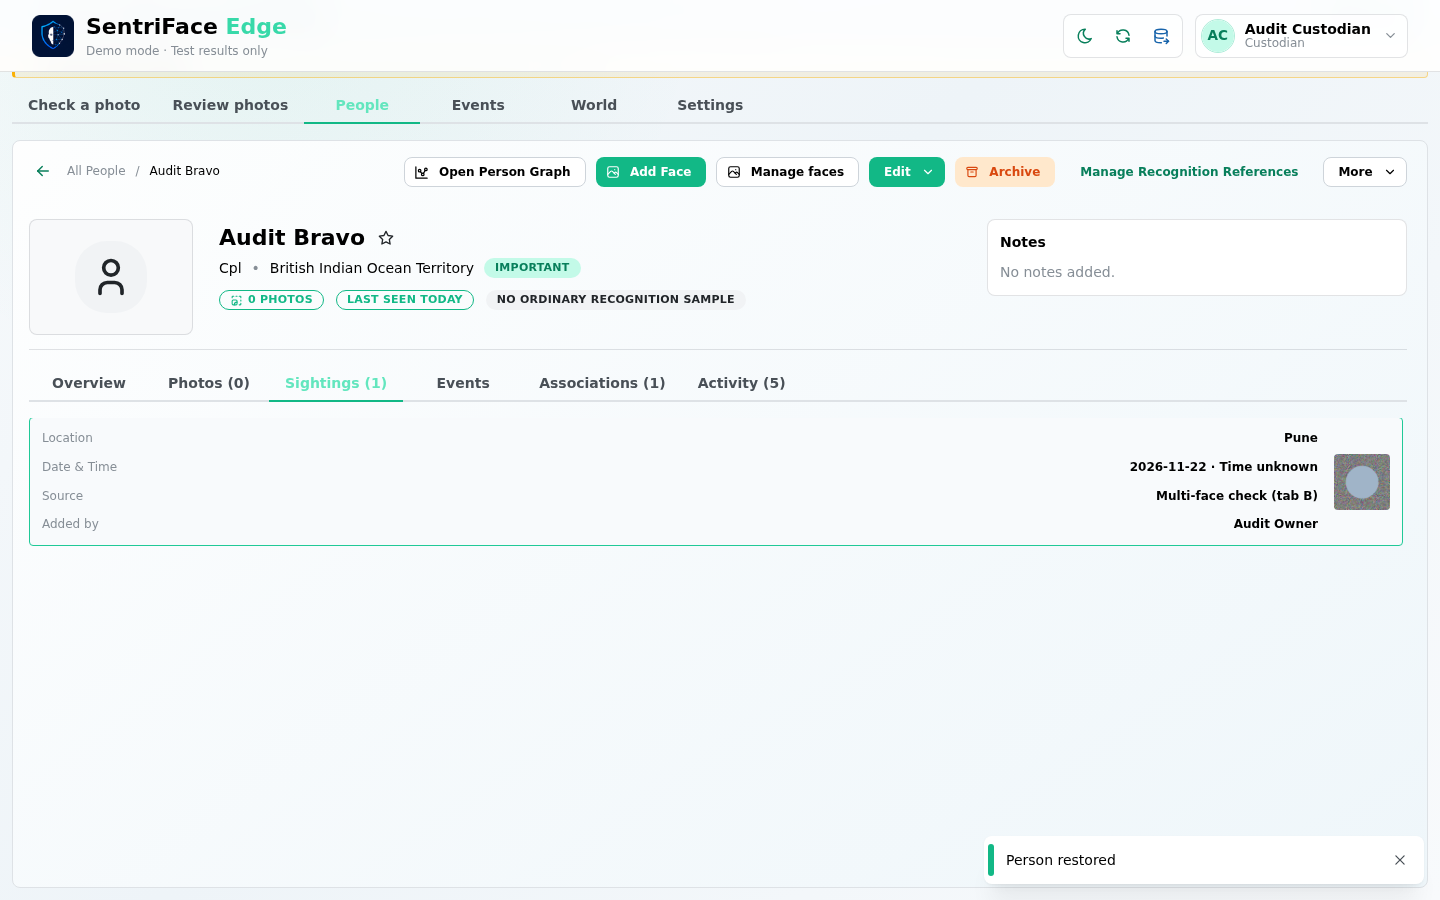 SentriFace Edge
Demo mode · Test results only
AC
Audit Custodian
Custodian
Check a photo
Review photos
People
Events
World
Settings
All People / Audit Bravo
Open Person Graph
Add Face
Manage faces
Edit
Archive
Manage Recognition References
More
Audit Bravo
Cpl • British Indian Ocean Territory IMPORTANT
0 PHOTOS
LAST SEEN TODAY
NO ORDINARY RECOGNITION SAMPLE
Notes
No notes added.
Overview
Photos (0)
Sightings (1)
Events
Associations (1)
Activity (5)
Location Pune
Date & Time 2026-11-22 · Time unknown
Source Multi-face check (tab B)
Added by Audit Owner
Person restored